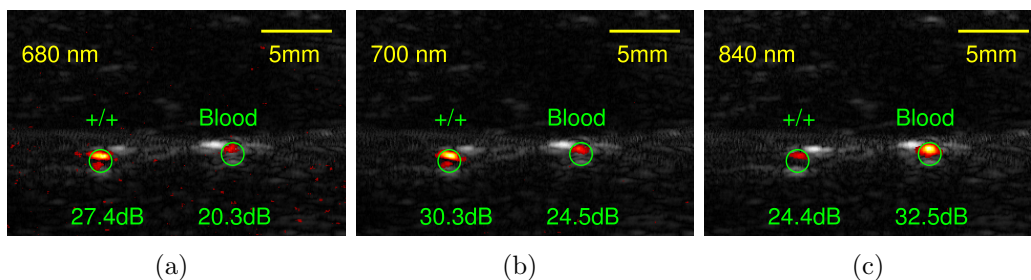 680 nm
5mm
+/+
Blood
27.4dB
20.3dB
(a)
700 nm
5mm
+/+
Blood
30.3dB
24.5dB
(b)
840 nm
5mm
+/+
Blood
24.4dB
32.5dB
(c)